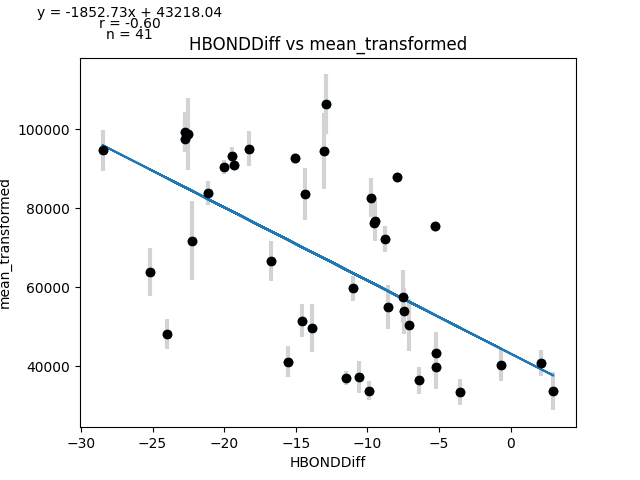 y = -1852.73x + 43218.04
r = -0.60
n = 41
HBONDDiff vs mean_transformed
mean_transformed
100000
80000
60000
40000
−30
−25
−20
−15
−10
−5
0
HBONDDiff